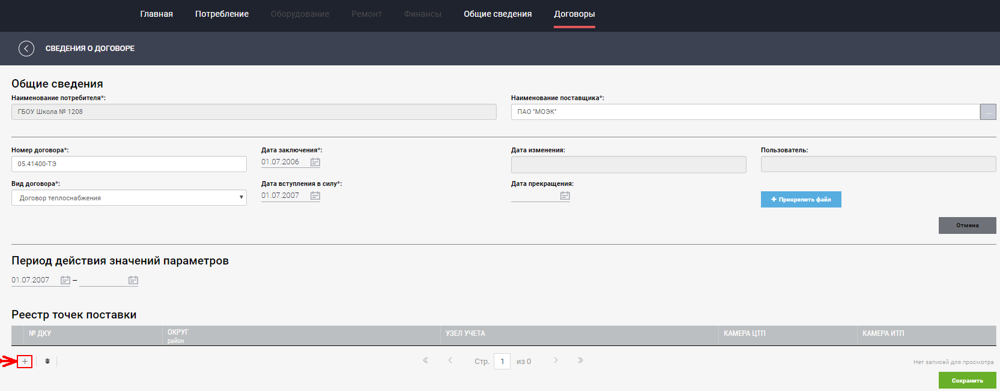 Главная Потребление Оборудование Ремонт Финансы Общие сведения Договоры
СВЕДЕНИЯ О ДОГОВОРЕ
Общие сведения
Наименование потребителя*: Наименование поставщика*:
ГБОУ Школа № 1208 ПАО "МОЭК" ...
Номер договора*: Дата заключения*: Дата изменения: Пользователь:
05.41400-ТЭ 01.07.2006
Вид договора*: Дата вступления в силу*: Дата прекращения:
Договор теплоснабжения 01.07.2007
+ Прикрепить файл
Отмена
Период действия значений параметров
01.07.2007 –
Реестр точек поставки
№ ДКУ ОКРУГ УЗЕЛ УЧЕТА КАМЕРА ЦТП КАМЕРА ИТП
район
+ « < Стр. 1 из 0 > »
Нет записей для просмотра
Сохранить